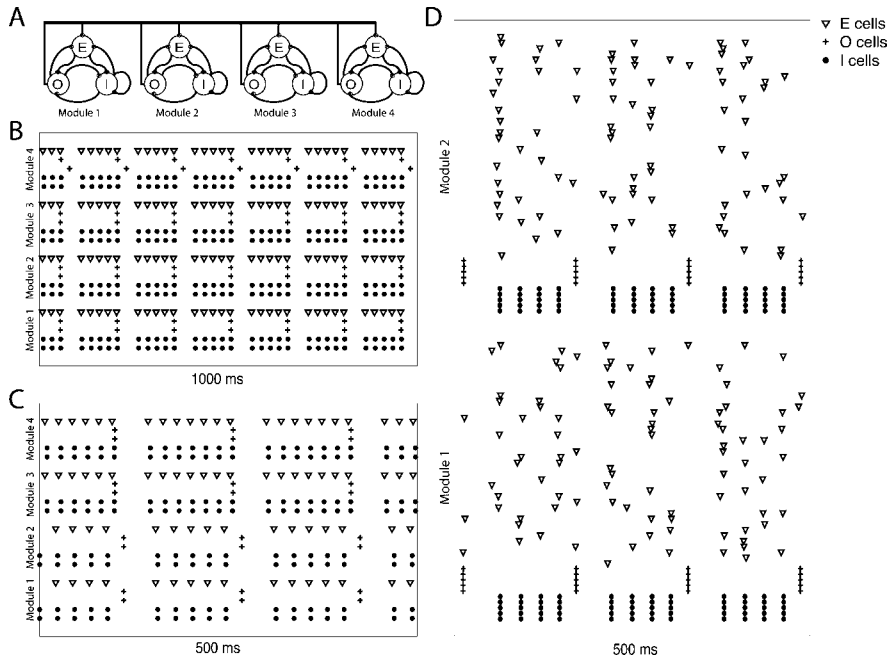 A
E
O
I
Module 1
E
O
I
Module 2
E
O
I
Module 3
E
O
I
Module 4
B
Module 4
Module 3
Module 2
Module 1
1000 ms
C
Module 4
Module 3
Module 2
Module 1
500 ms
D
E cells
O cells
I cells
Module 2
Module 1
500 ms